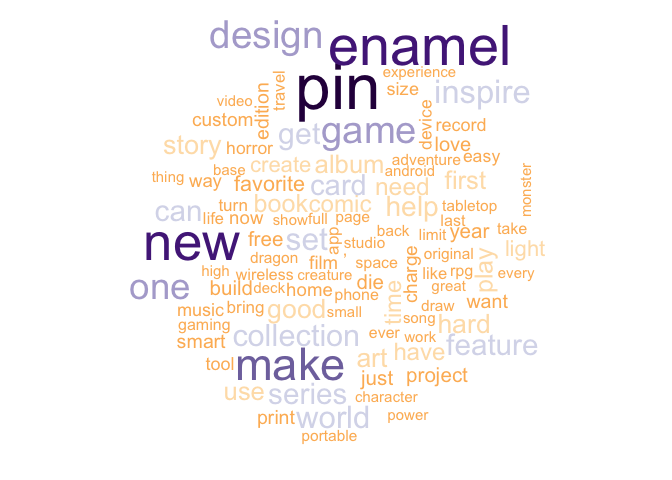 design
enamel
pin
experience
travel
size
inspire
video
custom
edition
get
game
device
record
story
horror
love
thing
way
base
create
album
adventure
easy
android
favorite
card
need
first
monster
can
life
now
turn
book
comic
help
tabletop
show
full
page
last
new
free
set
app
,
studio
back
limit
year
take
original
light
dragon
film
space
charge
like
rpg
play
every
one
high
wireless
creature
build
deck
home
phone
die
time
great
want
music
bring
good
small
draw
gaming
collection
song
hard
smart
ever
work
feature
tool
make
art
have
just
project
use
series
character
print
world
power
portable